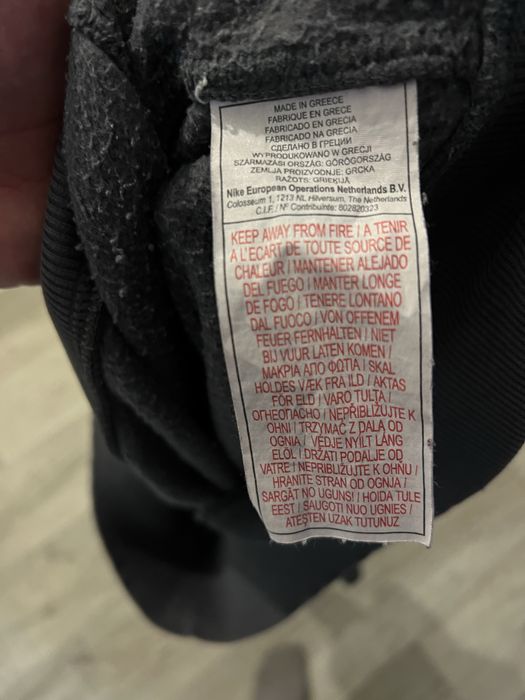 MADE IN GREECE
FABRIQUE EN GRECE
FABRICADO EN GRECIA
FABRICADO NA GRECIA
СДЕЛАНО В ГРЕЦИИ
WYPRODUKOWANO W GRECJI
SZÁRMAZÁSI ORSZÁG: GÖRÖGORSZÁG
ZEMLJA PROIZVODNJE: GRCKA
RAŽOTS: GRIEĶIJĀ
Nike European Operations Netherlands B.V.
Colosseum 1, 1213 NL Hilversum, The Netherlands
C.I.F. / Nº Contribuinte: 802820323
KEEP AWAY FROM FIRE / A TENIR
A L'ECART DE TOUTE SOURCE DE
CHALEUR / MANTENER ALEJADO
DEL FUEGO / MANTER LONGE
DE FOGO / TENERE LONTANO
DAL FUOCO / VON OFFENEM
FEUER FERNHALTEN / NIET
BIJ VUUR LATEN KOMEN /
ΜΑΚΡΙΑ ΑΠΟ ΦΩΤΙΑ / SKAL
HOLDES VÆK FRA ILD / AKTAS
FÖR ELD / VARO TULTA /
ОГНЕОПАСНО / NEPŘIBLIŽUJTE K
OHNI / TRZYMAĆ Z DALA OD
OGNIA / VÉDJE NYÍLT LÁNG
ELŐL / DRŽATI PODALJE OD
VATRE / NEPRIBLIŽUJTE K OHŇU /
HRANITE STRAN OD OGNJA /
SARGĀT NO UGUNS / HOIDA TULE
EEST / SAUGOTI NUO UGNIES /
ATEŞTEN UZAK TUTUNUZ